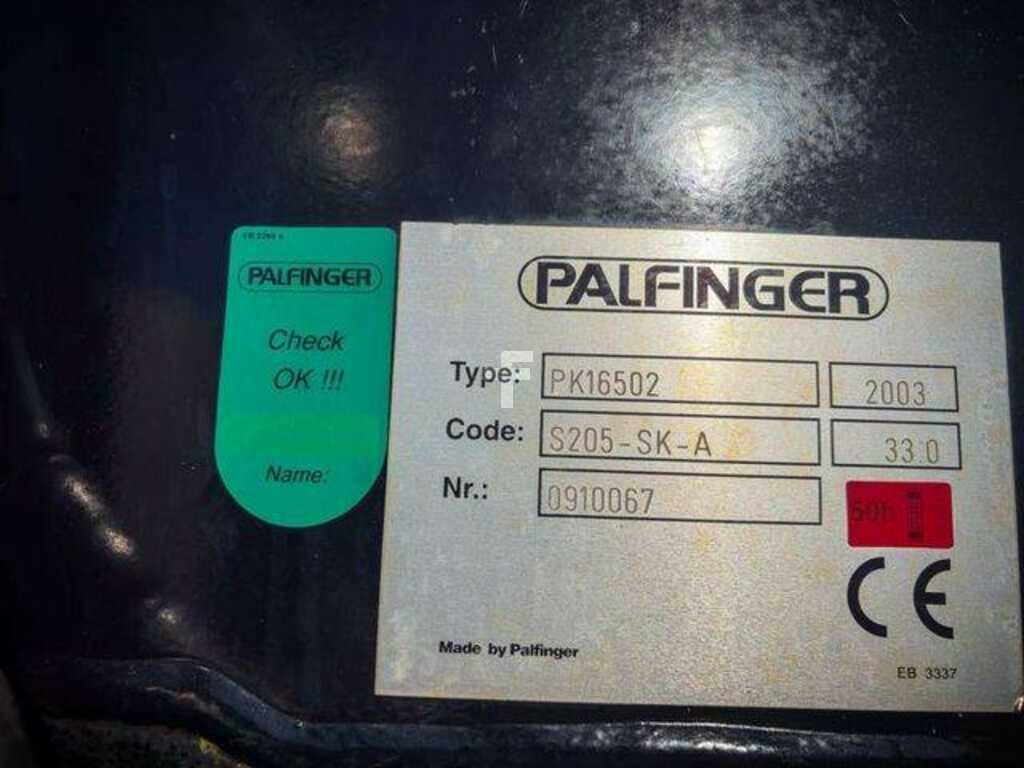 PALFINGER
Check
OK !!!
Name:
PALFINGER
Type: PK16502 2003
Code: S205-SK-A 33.0
Nr.: 0910067
50h
CE
Made by Palfinger
EB 3337
F